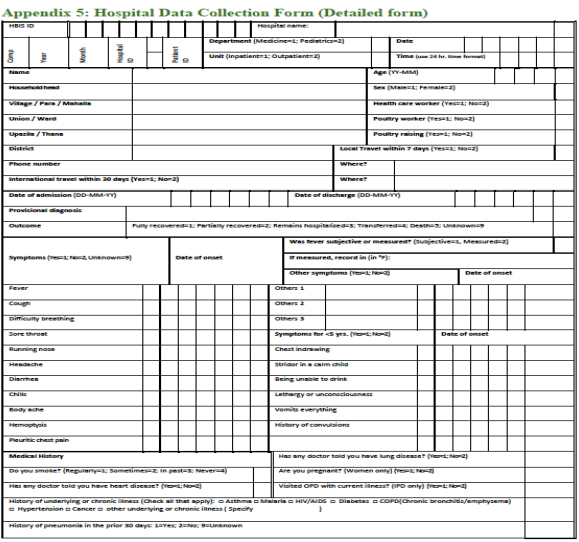 Appendix 5: Hospital Data Collection Form (Detailed form)
HBIS ID Hospital name:
Comp Year Month Hospital ID Patient ID
Department (Medicine=1; Pediatrics=2) Date
Unit (Inpatient=1; Outpatient=2) Time (use 24 hr. time format)
Name Age (YY-MM)
Household head Sex (Male=1; Female=2)
Village / Para / Mahalla Health care worker (Yes=1; No=2)
Union / Ward Poultry worker (Yes=1; No=2)
Upazila / Thana Poultry raising (Yes=1; No=2)
District Local Travel within 7 days (Yes=1; No=2)
Phone number Where?
International travel within 30 days (Yes=1; No=2) Where?
Date of admission (DD-MM-YY) Date of discharge (DD-MM-YY)
Provisional diagnosis
Outcome Fully recovered=1; Partially recovered=2; Remains hospitalized=3; Transferred=4; Death=5; Unknown=9
Was fever subjective or measured? (Subjective=1, Measured=2)
Symptoms (Yes=1; No=2, Unknown=9) Date of onset If measured, record in (in °F):
Other symptoms (Yes=1; No=2) Date of onset
Fever Others 1
Cough Others 2
Difficulty breathing Others 3
Sore throat Symptoms for <5 yrs. (Yes=1; No=2) Date of onset
Running nose Chest indrawing
Headache Stridor in a calm child
Diarrhea Being unable to drink
Chills Lethargy or unconsciousness
Body ache Vomits everything
Hemoptysis History of convulsions
Pleuritic chest pain
Medical History Has any doctor told you have lung disease? (Yes=1; No=2)
Do you smoke? (Regularly=1; Sometimes=2; In past=3; Never=4) Are you pregnant? (Women only) (Yes=1; No=2)
Has any doctor told you have heart disease? (Yes=1; No=2) Visited OPD with current illness? (IPD only) (Yes=1; No=2)
History of underlying or chronic illness (Check all that apply): □ Asthma □ Malaria □ HIV/AIDS □ Diabetes □ COPD(Chronic bronchitis/emphysema)
□ Hypertension □ Cancer □ other underlying or chronic illness ( Specify )
History of pneumonia in the prior 30 days: 1=Yes; 2=No; 9=Unknown